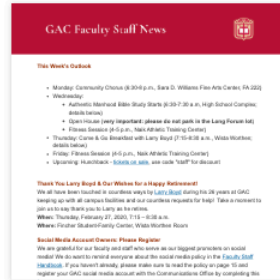 GAC Faculty Staff News
This Week's Outlook
Monday: Community Chorus (6:30-8 p.m., Sara D. Williams Fine Arts Center, FA 222)
Wednesday:
Authentic Manhood Bible Study Starts (6:30-7:30 a.m. High School Complex;
details below)
Open House (very important: please do not park in the Long Forum lot)
Fitness Session (4-5 p.m., Naik Athletic Training Center)
Thursday: Come & Go Breakfast with Larry Boyd (7:15-8:30 a.m., Wlsta Worthen;
details below)
Friday: Fitness Session (4-5 p.m., Naik Athletic Training Center)
Upcoming: Hunchback - tickets on sale, use code "staff" for discount
Thank You Larry Boyd & Our Wishes for a Happy Retirement!
We all have been touched in countless ways by Larry Boyd during his 28 years at GAC
keeping up with all campus facilities and our countless requests for help! Take a moment to
join us to say thank you to Larry as he retires.
When: Thursday, February 27, 2020, 7:15 – 8:30 a.m.
Where: Fincher Student-Family Center, Wlsta Worthen Room
Social Media Account Owners: Please Register
We are grateful for our faculty and staff who serve as our biggest promoters on social
media! We do want to remind everyone about the social media policy in the Faculty Staff
Handbook. If you haven't already, please make sure to read the policy on page 15 and
register your GAC social media account with the Communications Office by completing this